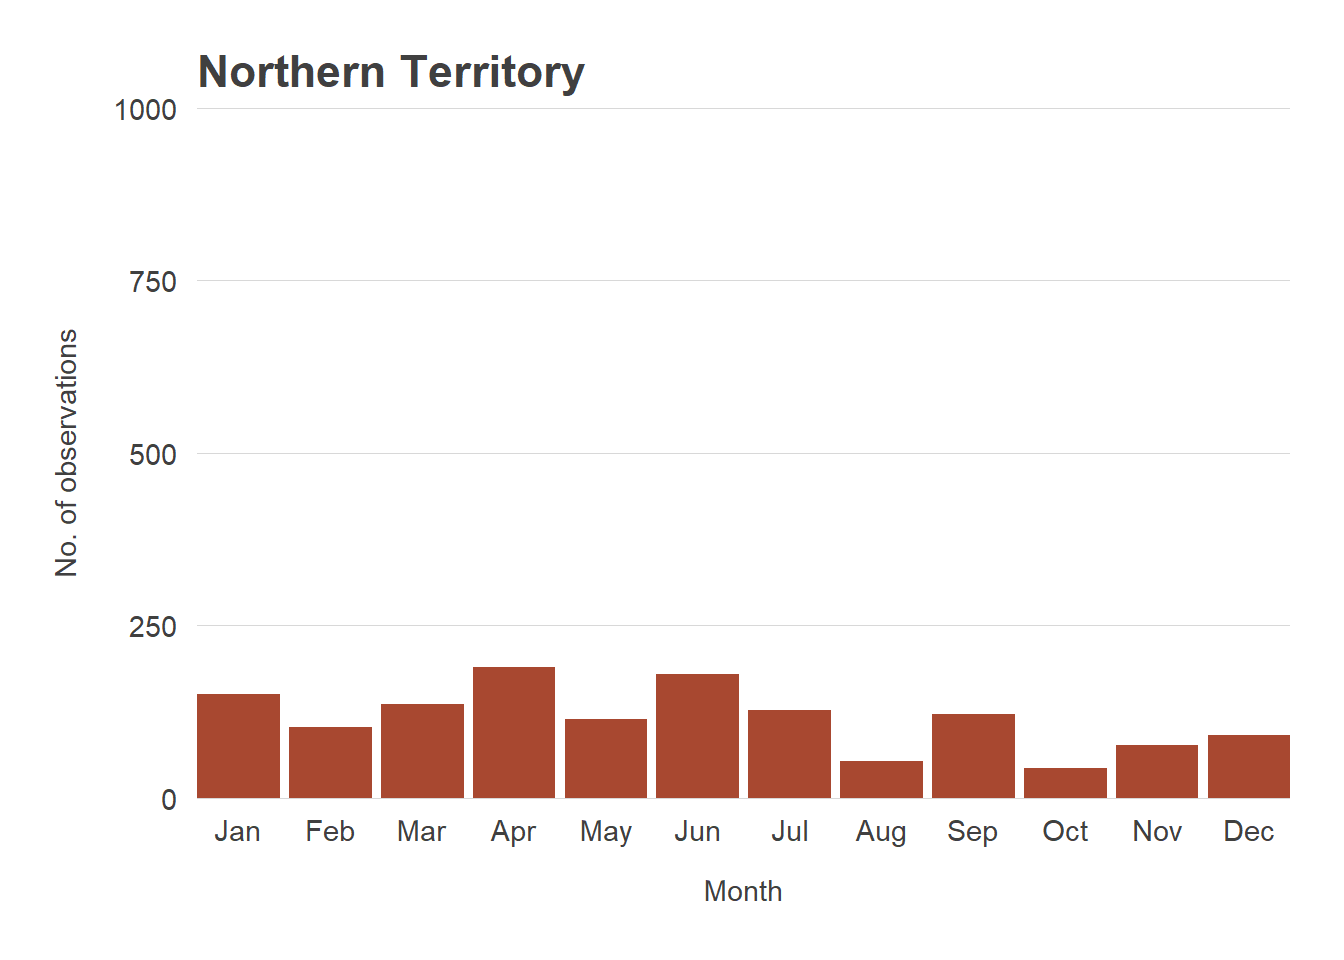 Northern Territory
1000
750
500
250
0
No. of observations
Jan Feb Mar Apr May Jun Jul Aug Sep Oct Nov Dec
Month